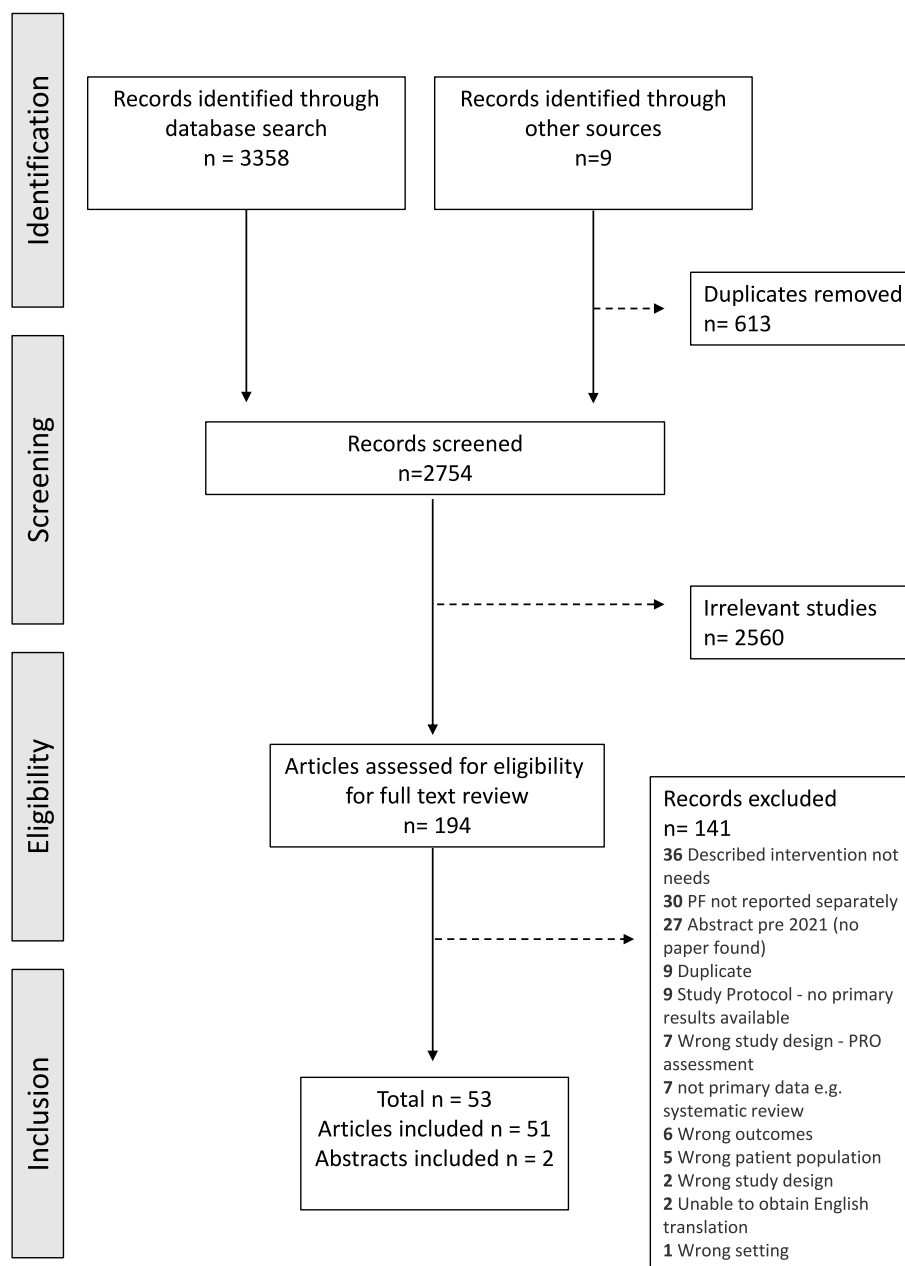 Identification
Records identified through
database search
n = 3358
Records identified through
other sources
n=9
Duplicates removed
n= 613
Screening
Records screened
n=2754
Irrelevant studies
n= 2560
Eligibility
Articles assessed for eligibility
for full text review
n= 194
Records excluded
n= 141
36 Described intervention not
needs
30 PF not reported separately
27 Abstract pre 2021 (no
paper found)
9 Duplicate
9 Study Protocol - no primary
results available
7 Wrong study design - PRO
assessment
7 not primary data e.g.
systematic review
6 Wrong outcomes
5 Wrong patient population
2 Wrong study design
2 Unable to obtain English
translation
1 Wrong setting
Inclusion
Total n = 53
Articles included n = 51
Abstracts included n = 2